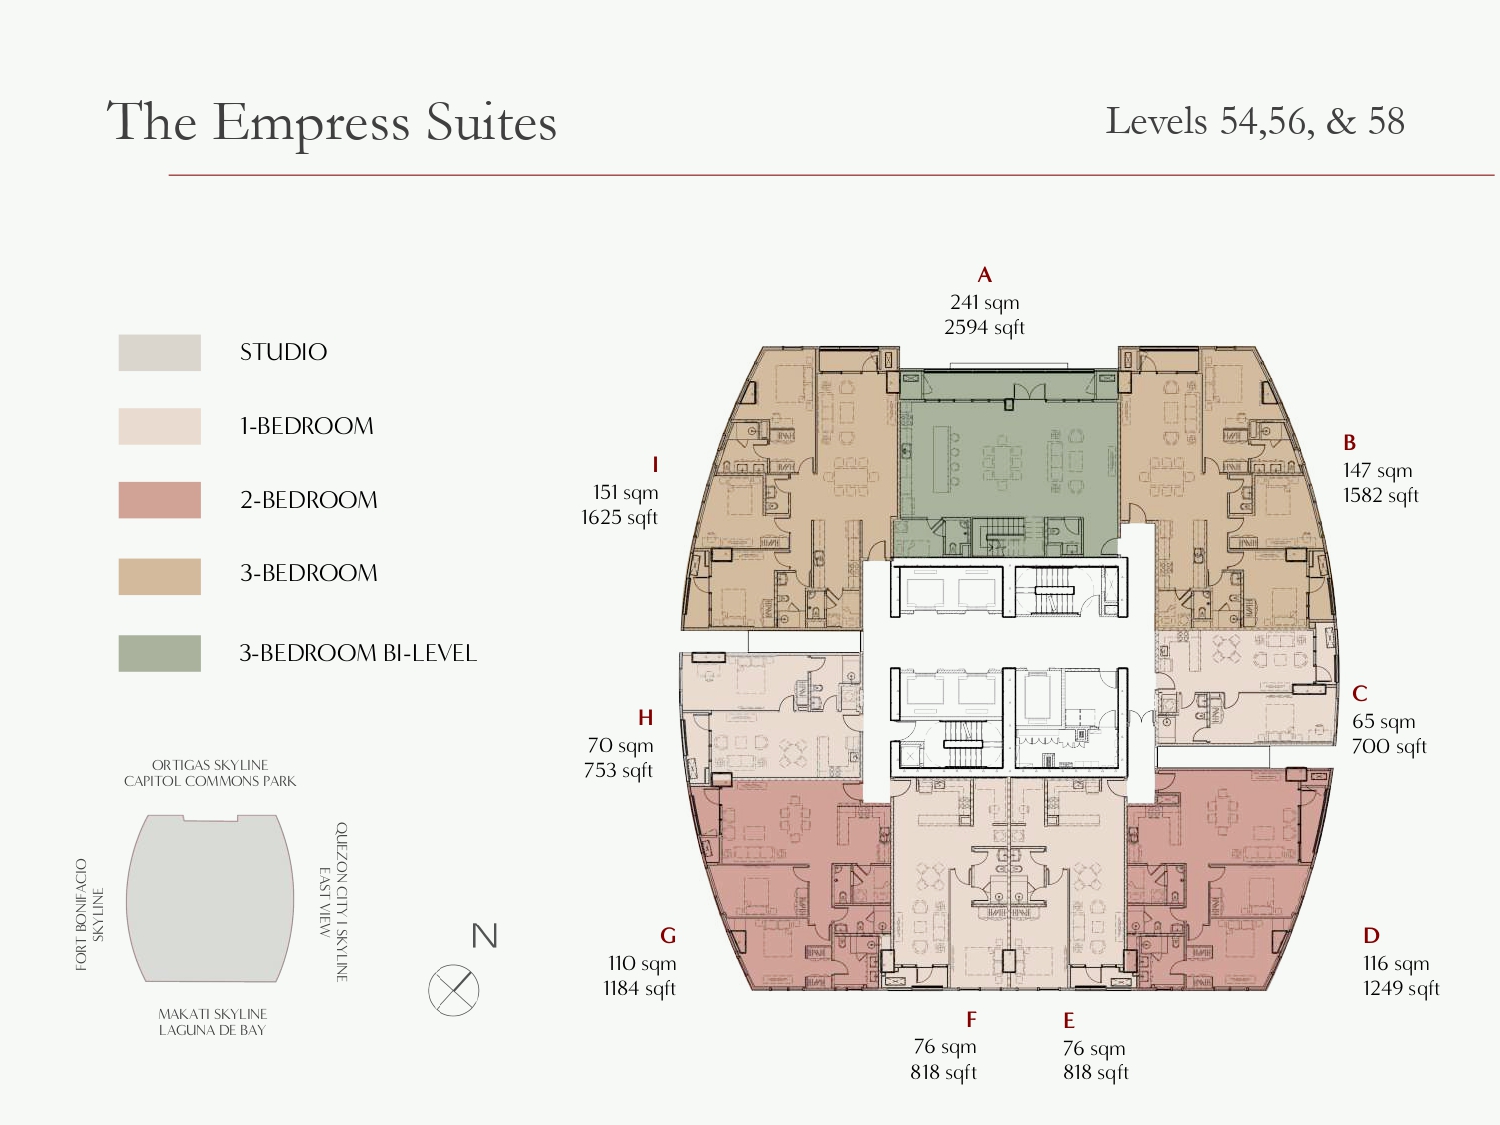 The Empress Suites
Levels 54,56, & 58
STUDIO
1-BEDROOM
2-BEDROOM
3-BEDROOM
3-BEDROOM BI-LEVEL
A
241 sqm
2594 sqft
I
151 sqm
1625 sqft
B
147 sqm
1582 sqft
H
70 sqm
753 sqft
C
65 sqm
700 sqft
G
110 sqm
1184 sqft
D
116 sqm
1249 sqft
F
76 sqm
818 sqft
E
76 sqm
818 sqft
ORTIGAS SKYLINE
CAPITOL COMMONS PARK
FORT BONIFACIO
SKYLINE
QUEZON CITY I SKYLINE
EAST VIEW
MAKATI SKYLINE
LAGUNA DE BAY
N